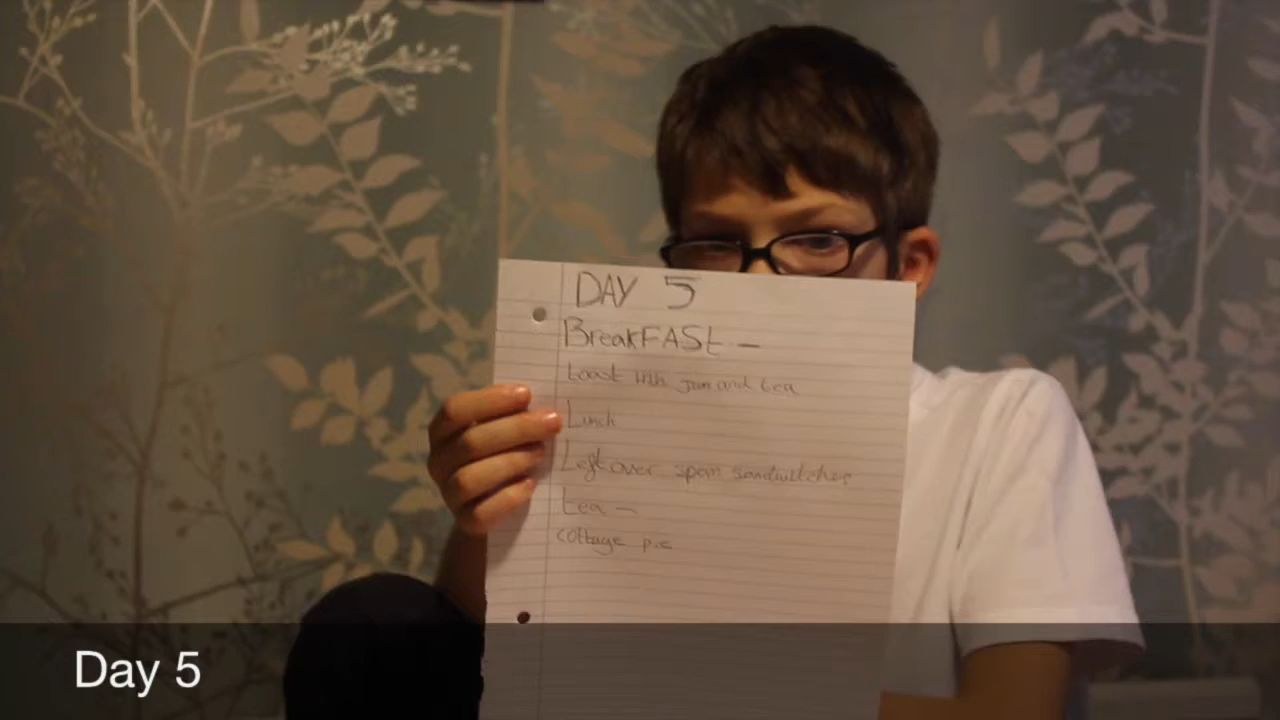 DAY 5
BreakFAST -
toast with Jam and tea
Lunch
Leftover spam sandwitches
tea -
cottage pie
Day 5